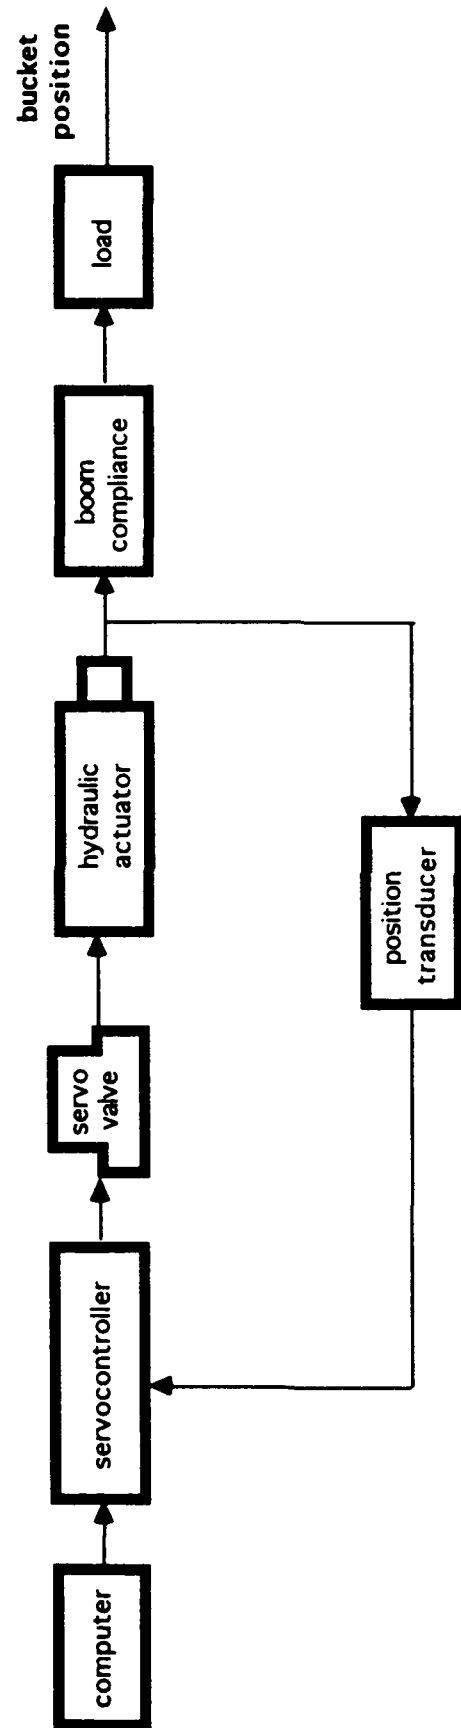 computer
servocontroller
servo
valve
hydraulic
actuator
boom
compliance
load
bucket
position
position
transducer